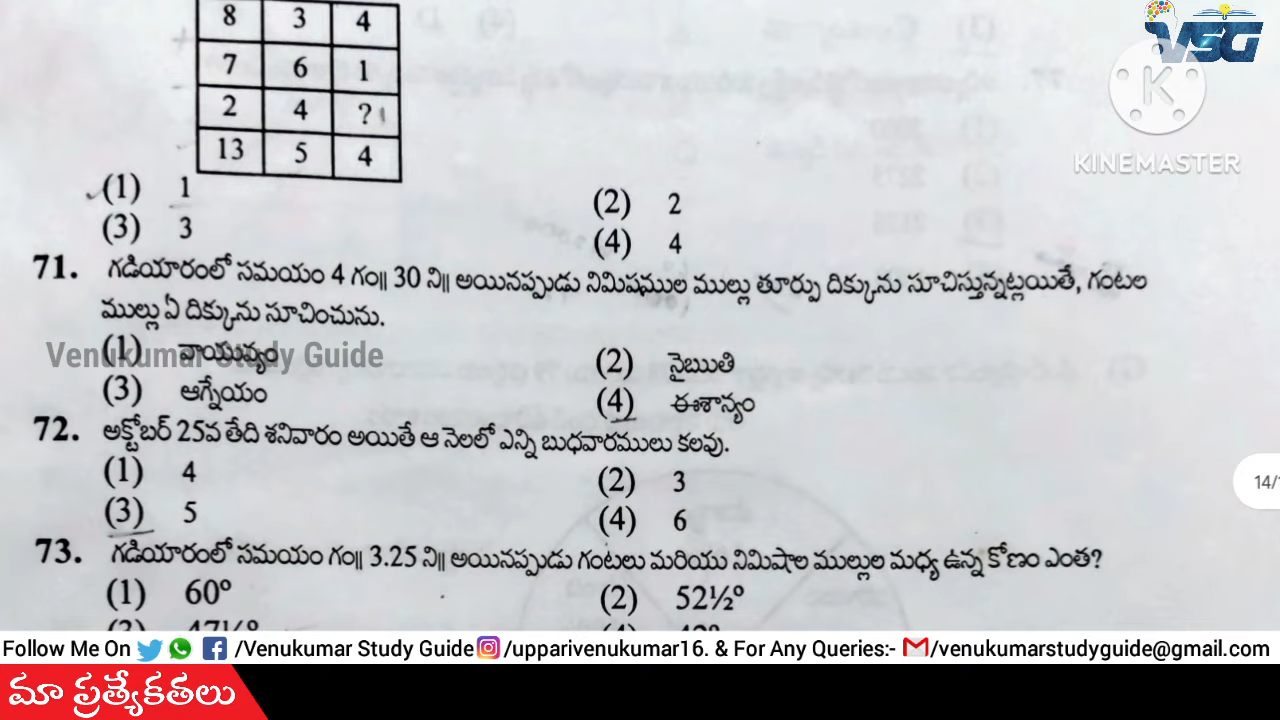 VSG
K
KINEMASTER
8 3 4
7 6 1
2 4 ?
13 5 4
(1) 1 (2) 2
(3) 3 (4) 4
71. గడియారంలో సమయం 4 గం॥ 30 ని॥ అయినప్పుడు నిమిషముల ముల్లు తూర్పు దిక్కును సూచిస్తున్నట్లయితే, గంటల
ముల్లు ఏ దిక్కును సూచించును.
Venukumar Study Guide
(1) వాయువ్యం (2) నైఋతి
(3) ఆగ్నేయం (4) ఈశాన్యం
72. అక్టోబర్ 25వ తేది శనివారం అయితే ఆ నెలలో ఎన్ని బుధవారములు కలవు.
(1) 4 (2) 3
(3) 5 (4) 6
14/1
73. గడియారంలో సమయం గం॥ 3.25 ని॥ అయినప్పుడు గంటలు మరియు నిమిషాల ముల్లుల మధ్య ఉన్న కోణం ఎంత?
(1) 60° (2) 52½°
Follow Me On /Venukumar Study Guide /upparivenukumar16. & For Any Queries:- /venukumarstudyguide@gmail.com
మా ప్రత్యేకతలు